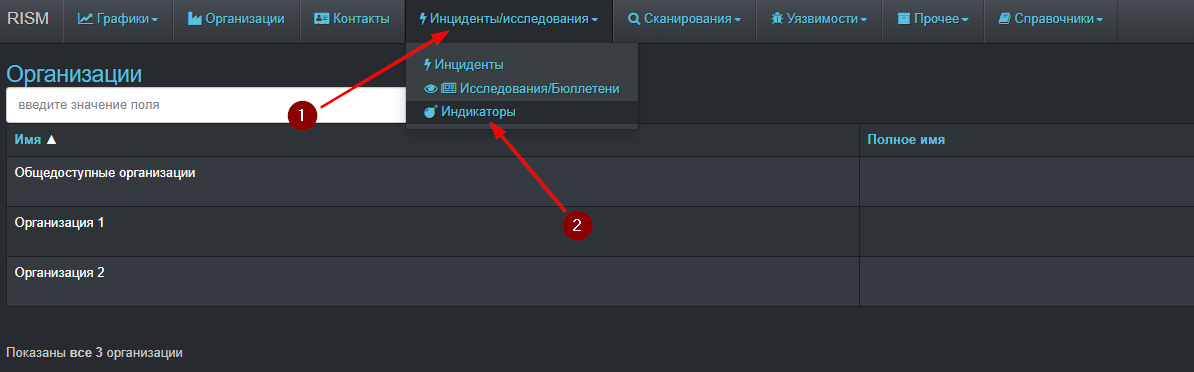 RISM Графики Организации Контакты Инциденты/исследования Сканирования Уязвимости Прочее Справочники
Инциденты
Исследования/Бюллетени
Индикаторы
Организации
введите значение поля
1
Имя ▲ Полное имя
Общедоступные организации
Организация 1
2
Организация 2
Показаны все 3 организации